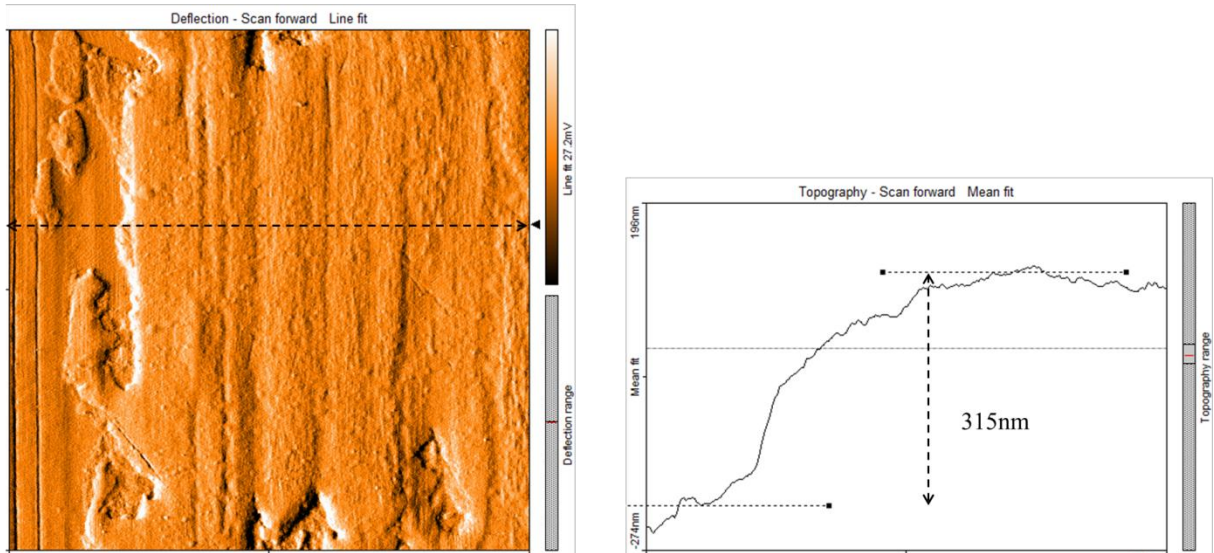 Deflection - Scan forward Line fit
Line fit 27.2mV
Deflection range
Topography - Scan forward Mean fit
196nm
Mean fit
-274nm
315nm
Topography range